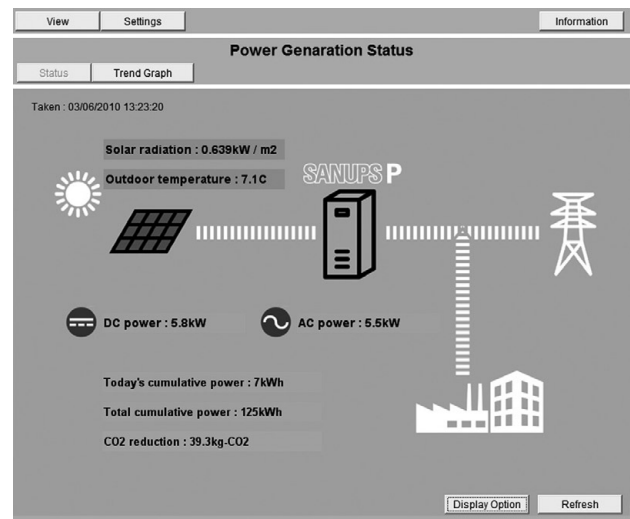 View Settings Information
Power Genaration Status
Status Trend Graph
Taken : 03/06/2010 13:23:20
Solar radiation : 0.639kW / m2
Outdoor temperature : 7.1C
SANUPS P
DC power : 5.8kW
AC power : 5.5kW
Today's cumulative power : 7kWh
Total cumulative power : 125kWh
CO2 reduction : 39.3kg-CO2
Display Option Refresh